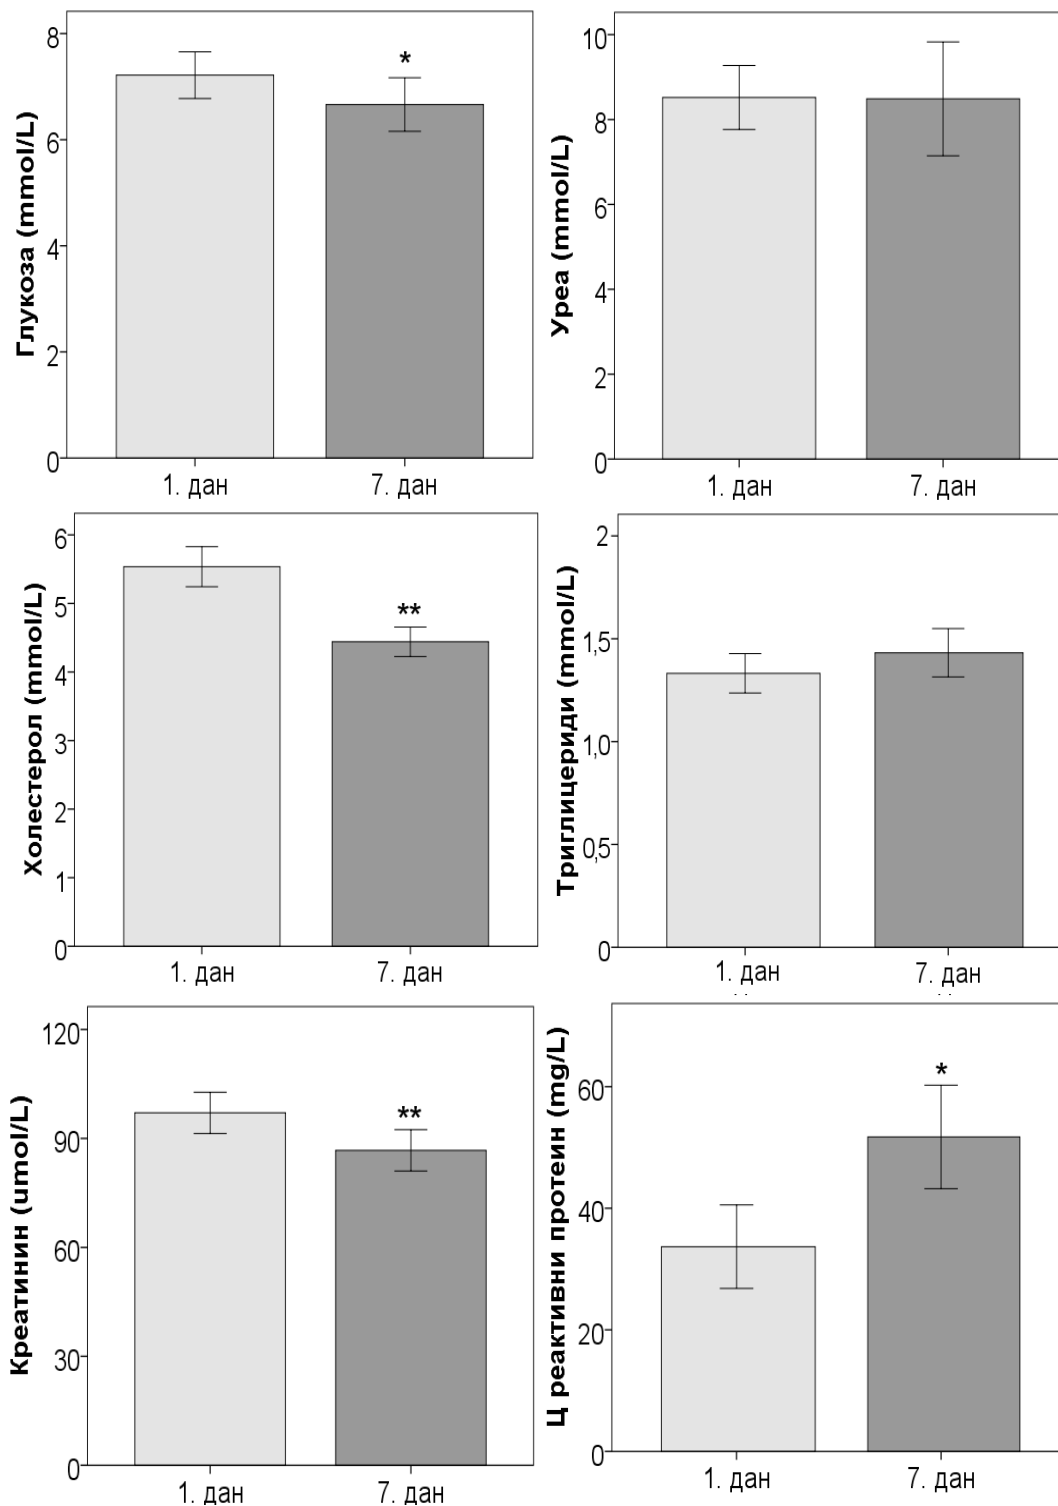 Глукоза (mmol/L)
8
6
4
2
0
*
1. дан
7. дан
Уреа (mmol/L)
10
8
6
4
2
0
1. дан
7. дан
Холестерол (mmol/L)
6
5
4
3
2
1
0
**
1. дан
7. дан
Триглицериди (mmol/L)
2
1,5
1,0
0,5
0
1. дан
7. дан
Креатинин (umol/L)
120
90
60
30
0
**
1. дан
7. дан
Ц реактивни протеин (mg/L)
60
40
20
0
*
1. дан
7. дан